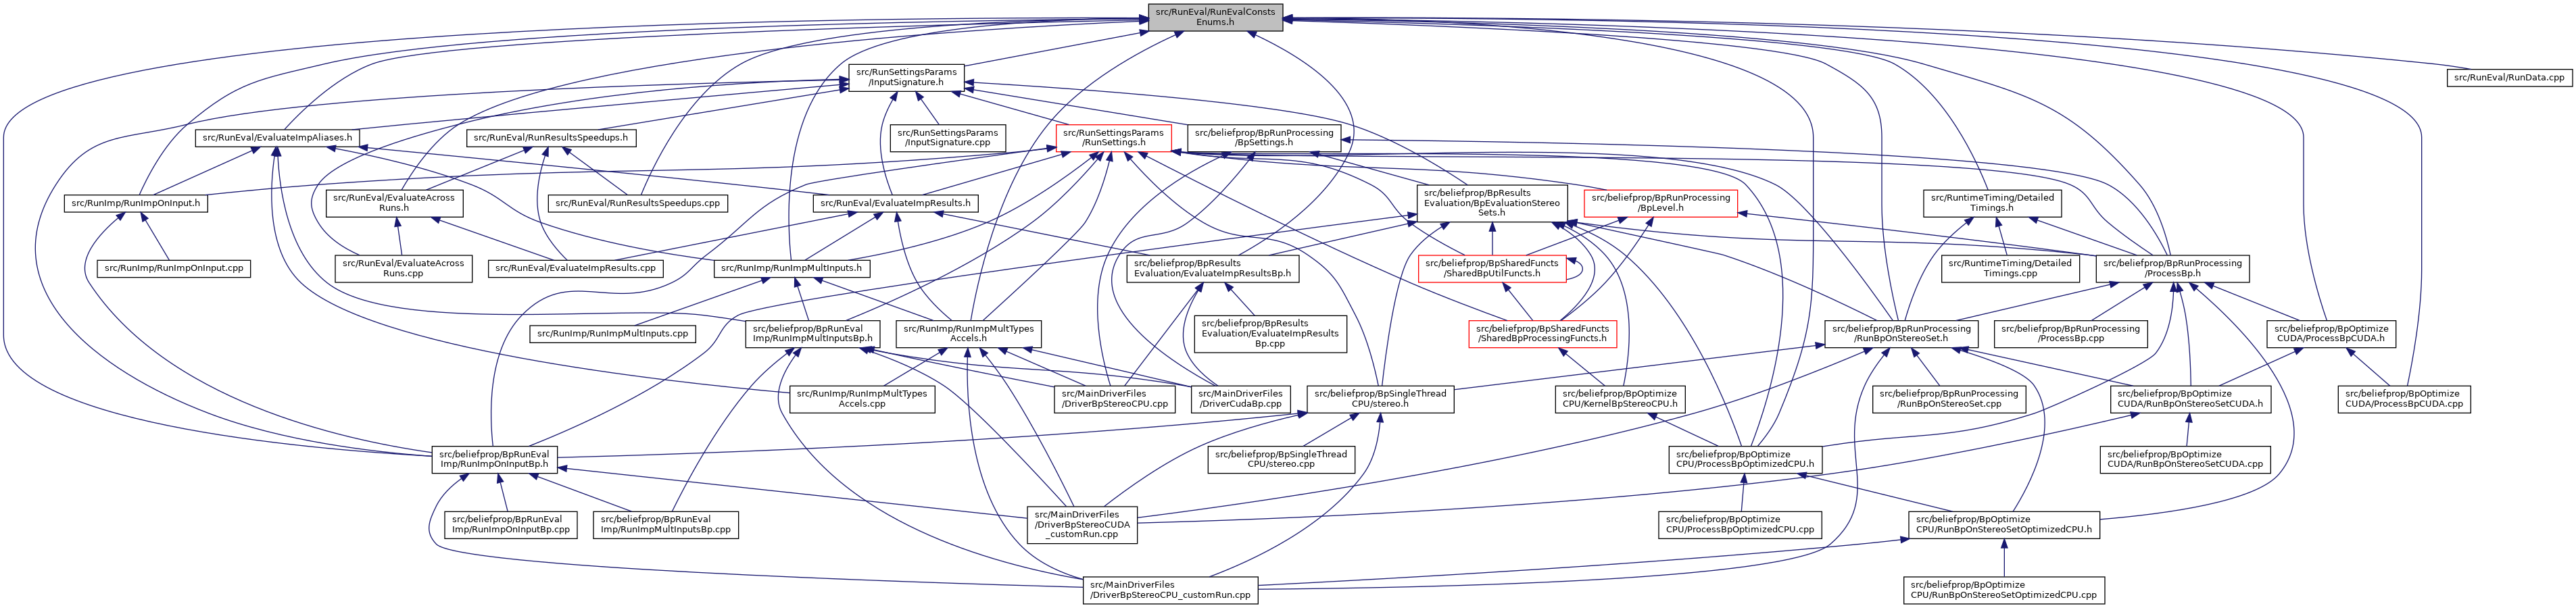 src/RunEval/RunEvalConsts
Enums.h
src/RunSettingsParams
/InputSignature.h
src/RunEval/RunData.cpp
src/RunEval/EvaluateImpAliases.h
src/RunEval/RunResultsSpeedups.h
src/RunSettingsParams
/InputSignature.cpp
src/RunSettingsParams
/RunSettings.h
src/beliefprop/BpRunProcessing
/BpSettings.h
src/RunImp/RunImpOnInput.h
src/RunEval/EvaluateAcross
Runs.h
src/RunEval/RunResultsSpeedups.cpp
src/RunEval/EvaluateImpResults.h
src/beliefprop/BpResults
Evaluation/BpEvaluationStereo
Sets.h
src/beliefprop/BpRunProcessing
/BpLevel.h
src/RuntimeTiming/Detailed
Timings.h
src/RunImp/RunImpOnInput.cpp
src/RunEval/EvaluateAcross
Runs.cpp
src/RunEval/EvaluateImpResults.cpp
src/RunImp/RunImpMultInputs.h
src/beliefprop/BpResults
Evaluation/EvaluateImpResultsBp.h
src/beliefprop/BpSharedFuncts
/SharedBpUtilFuncts.h
src/RuntimeTiming/Detailed
Timings.cpp
src/beliefprop/BpRunProcessing
/ProcessBp.h
src/RunImp/RunImpMultInputs.cpp
src/beliefprop/BpRunEval
Imp/RunImpMultInputsBp.h
src/RunImp/RunImpMultTypes
Accels.h
src/beliefprop/BpResults
Evaluation/EvaluateImpResults
Bp.cpp
src/beliefprop/BpSharedFuncts
/SharedBpProcessingFuncts.h
src/beliefprop/BpRunProcessing
/RunBpOnStereoSet.h
src/beliefprop/BpRunProcessing
/ProcessBp.cpp
src/beliefprop/BpOptimize
CUDA/ProcessBpCUDA.h
src/RunImp/RunImpMultTypes
Accels.cpp
src/MainDriverFiles
/DriverBpStereoCPU.cpp
src/MainDriverFiles
/DriverCudaBp.cpp
src/beliefprop/BpSingleThread
CPU/stereo.h
src/beliefprop/BpOptimize
CPU/KernelBpStereoCPU.h
src/beliefprop/BpRunProcessing
/RunBpOnStereoSet.cpp
src/beliefprop/BpOptimize
CUDA/RunBpOnStereoSetCUDA.h
src/beliefprop/BpOptimize
CUDA/ProcessBpCUDA.cpp
src/beliefprop/BpRunEval
Imp/RunImpOnInputBp.h
src/beliefprop/BpSingleThread
CPU/stereo.cpp
src/beliefprop/BpOptimize
CPU/ProcessBpOptimizedCPU.h
src/beliefprop/BpOptimize
CUDA/RunBpOnStereoSetCUDA.cpp
src/beliefprop/BpRunEval
Imp/RunImpOnInputBp.cpp
src/beliefprop/BpRunEval
Imp/RunImpMultInputsBp.cpp
src/MainDriverFiles
/DriverBpStereoCUDA
_customRun.cpp
src/beliefprop/BpOptimize
CPU/ProcessBpOptimizedCPU.cpp
src/beliefprop/BpOptimize
CPU/RunBpOnStereoSetOptimizedCPU.h
src/MainDriverFiles
/DriverBpStereoCPU_customRun.cpp
src/beliefprop/BpOptimize
CPU/RunBpOnStereoSetOptimizedCPU.cpp